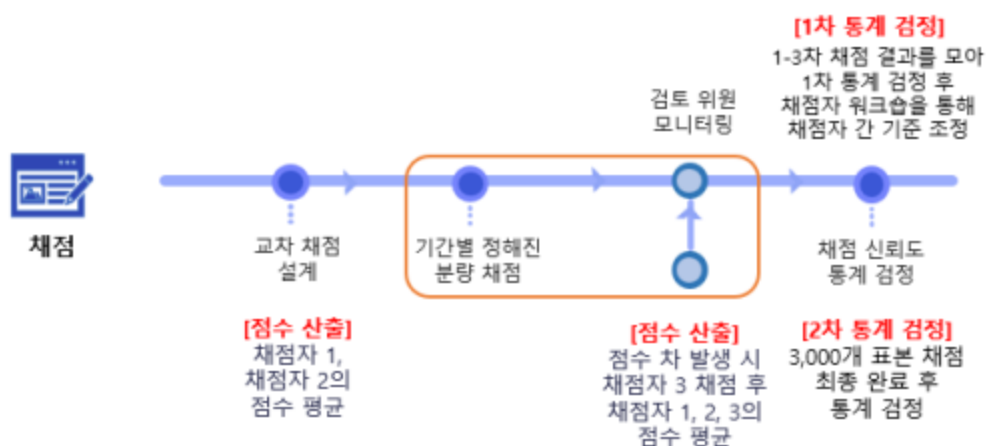 채점
교차 채점
설계
[점수 산출]
채점자 1,
채점자 2의
점수 평균
기간별 정해진
분량 채점
검토 위원
모니터링
[점수 산출]
점수 차 발생 시
채점자 3 채점 후
채점자 1, 2, 3의
점수 평균
[1차 통계 검정]
1-3차 채점 결과를 모아
1차 통계 검정 후
채점자 워크숍을 통해
채점자 간 기준 조정
채점 신뢰도
통계 검정
[2차 통계 검정]
3,000개 표본 채점
최종 완료 후
통계 검정